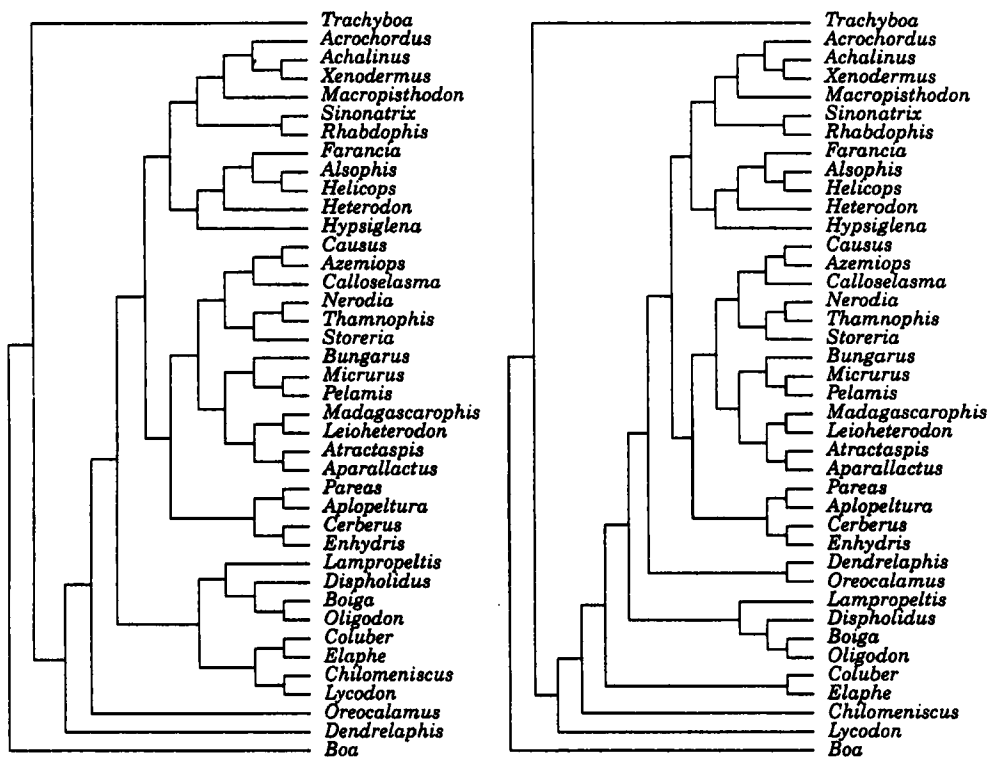 Trachyboa
Acrochordus
Achalinus
Xenodermus
Macropisthodon
Sinonatrix
Rhabdophis
Farancia
Alsophis
Helicops
Heterodon
Hypsiglena
Causus
Azemiops
Calloselasma
Nerodia
Thamnophis
Storeria
Bungarus
Micrurus
Pelamis
Madagascarophis
Leioheterodon
Atractaspis
Aparallactus
Pareas
Aplopeltura
Cerberus
Enhydris
Lampropeltis
Dispholidus
Boiga
Oligodon
Coluber
Elaphe
Chilomeniscus
Lycodon
Oreocalamus
Dendrelaphis
Boa
Trachyboa
Acrochordus
Achalinus
Xenodermus
Macropisthodon
Sinonatrix
Rhabdophis
Farancia
Alsophis
Helicops
Heterodon
Hypsiglena
Causus
Azemiops
Calloselasma
Nerodia
Thamnophis
Storeria
Bungarus
Micrurus
Pelamis
Madagascarophis
Leioheterodon
Atractaspis
Aparallactus
Pareas
Aplopeltura
Cerberus
Enhydris
Dendrelaphis
Oreocalamus
Lampropeltis
Dispholidus
Boiga
Oligodon
Coluber
Elaphe
Chilomeniscus
Lycodon
Boa